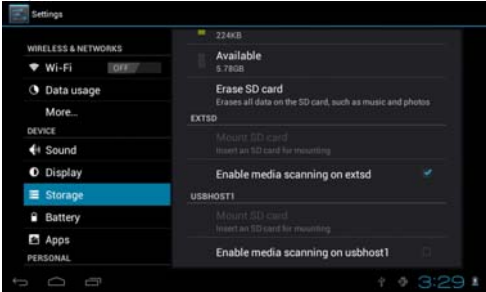 Settings
WIRELESS & NETWORKS
Wi-Fi OFF
Data usage
More...
DEVICE
Sound
Display
Storage
Battery
Apps
PERSONAL
224KB
Available
5.78GB
Erase SD card
Erases all data on the SD card, such as music and photos
EXTSD
Mount SD card
Insert an SD card for mounting
Enable media scanning on extsd
USBHOST1
Mount SD card
Insert an SD card for mounting
Enable media scanning on usbhost1
3:29